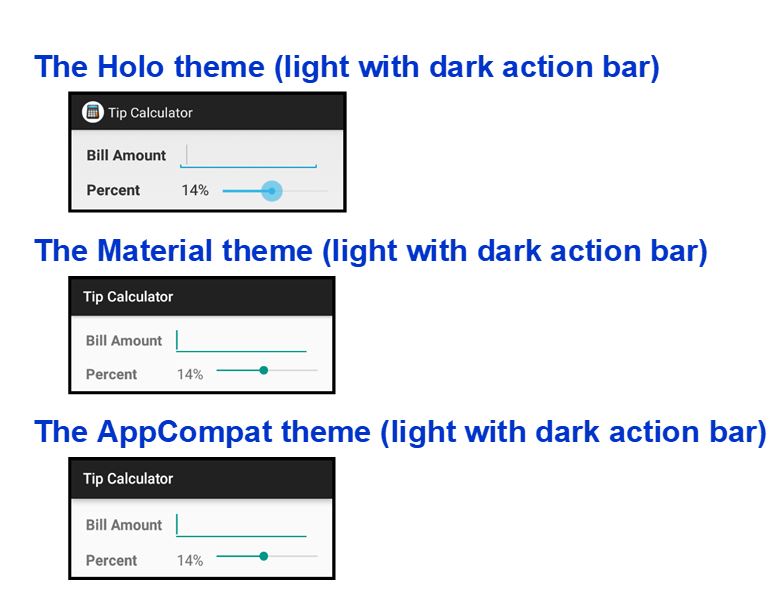 The Holo theme (light with dark action bar)
Tip Calculator
Bill Amount
Percent 14%
The Material theme (light with dark action bar)
Tip Calculator
Bill Amount
Percent 14%
The AppCompat theme (light with dark action bar)
Tip Calculator
Bill Amount
Percent 14%